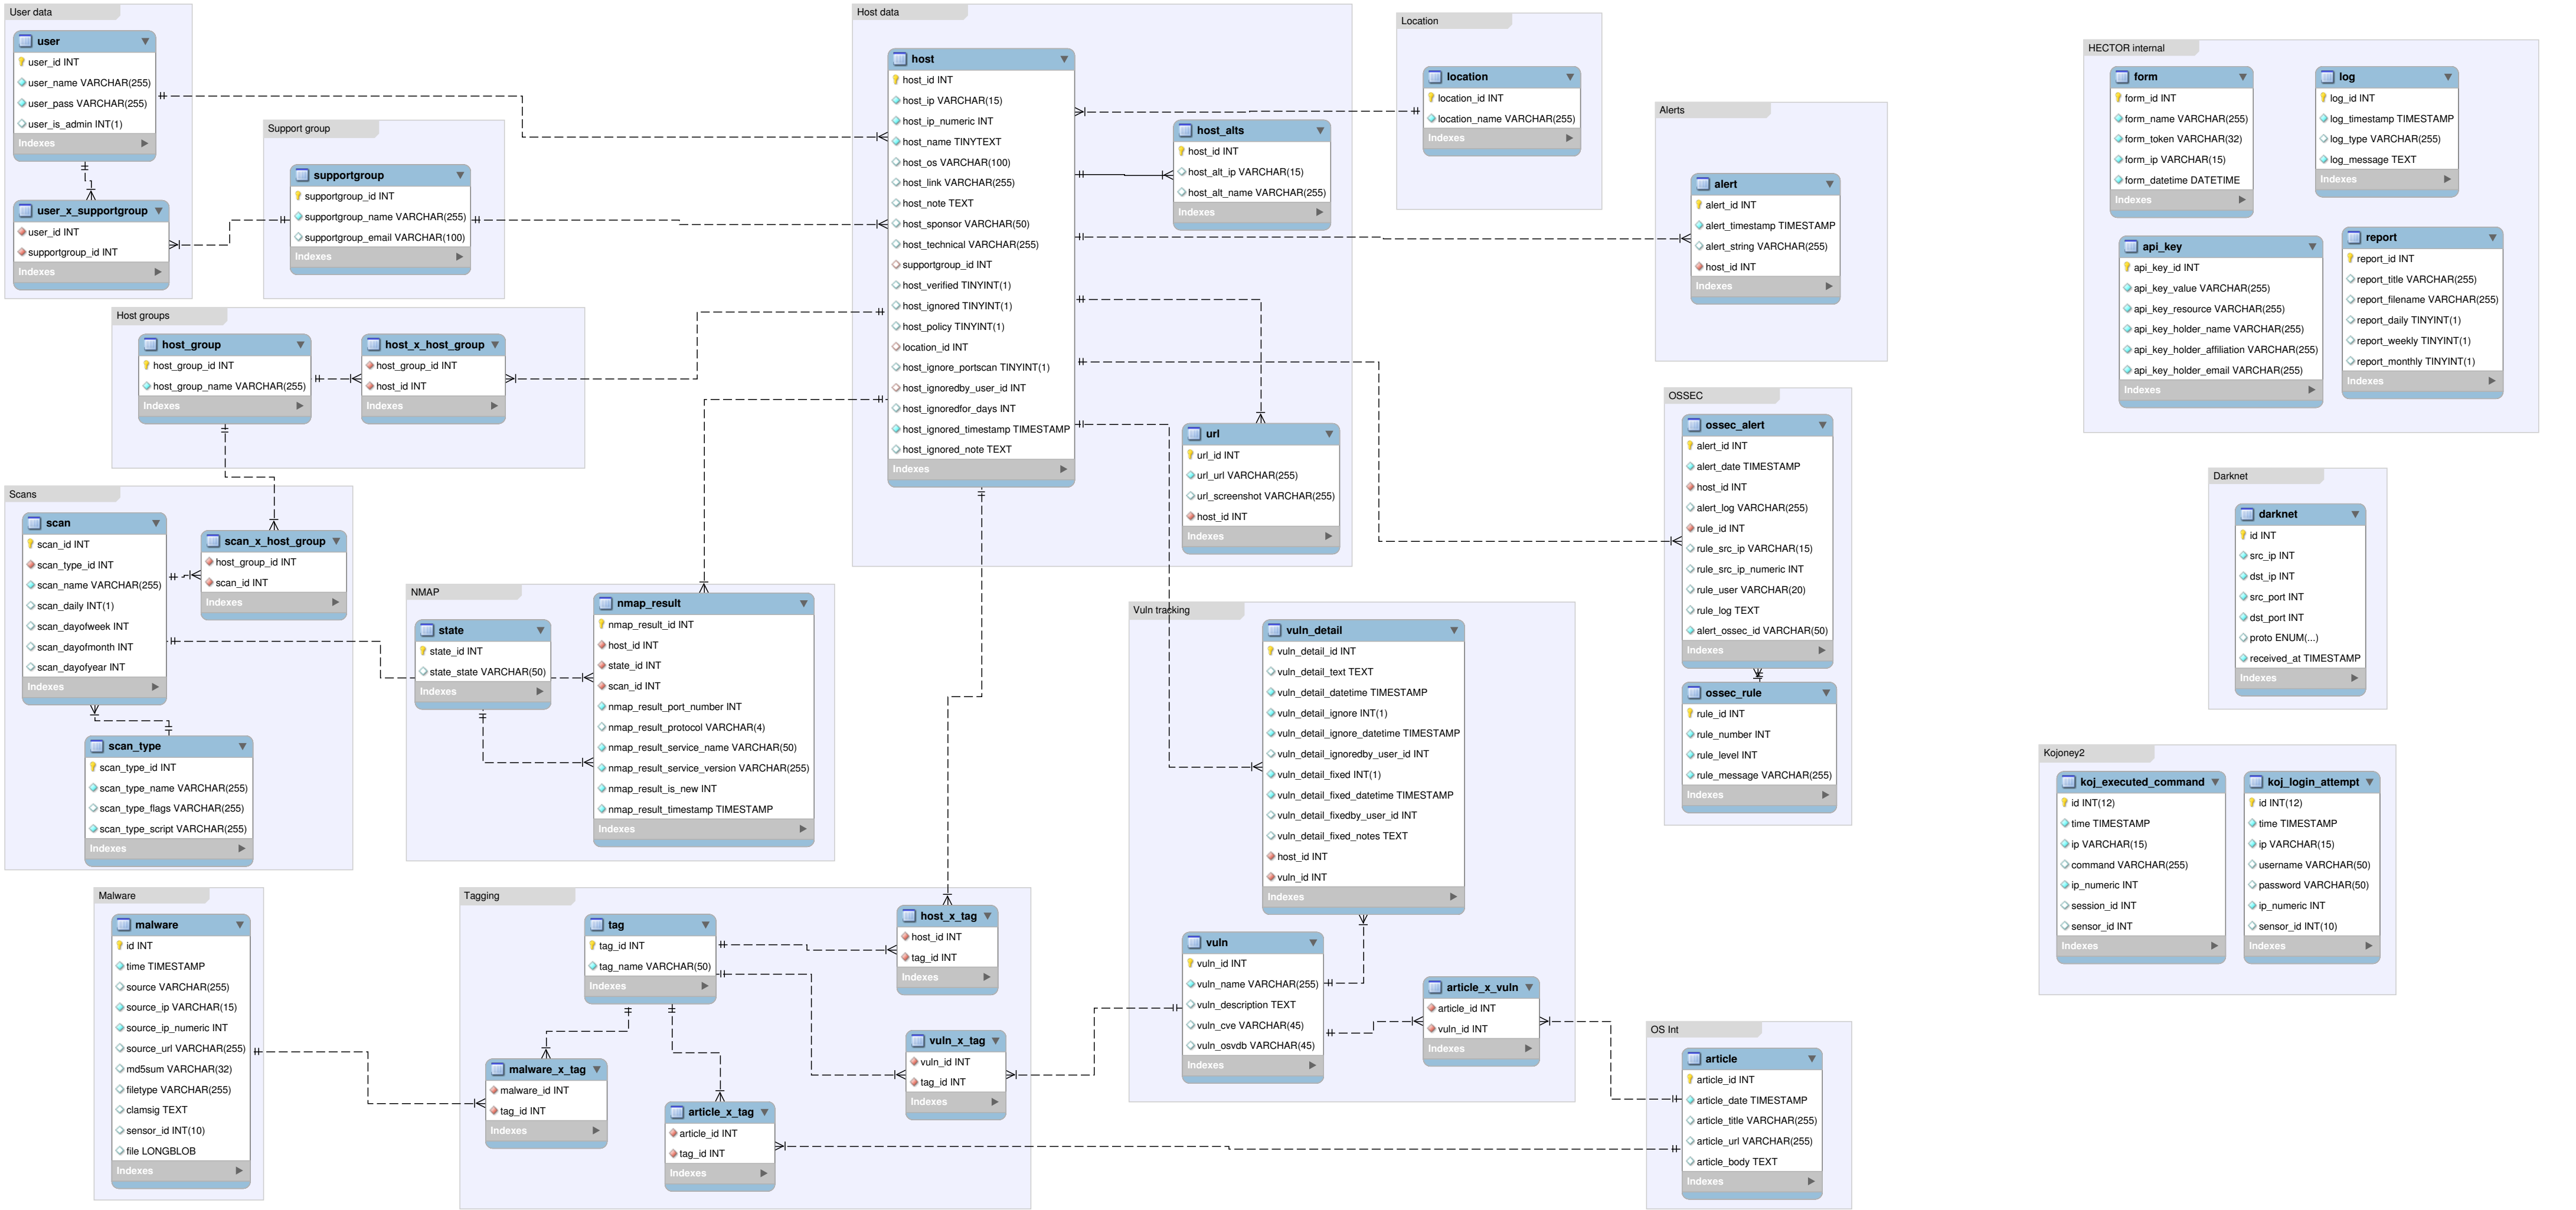 User data
user
user_id INT
user_name VARCHAR(255)
user_pass VARCHAR(255)
user_is_admin INT(1)
Indexes
user_x_supportgroup
user_id INT
supportgroup_id INT
Indexes
Support group
supportgroup
supportgroup_id INT
supportgroup_name VARCHAR(255)
supportgroup_email VARCHAR(100)
Indexes
Host groups
host_group
host_group_id INT
host_group_name VARCHAR(255)
Indexes
host_x_host_group
host_group_id INT
host_id INT
Indexes
Scans
scan
scan_id INT
scan_type_id INT
scan_name VARCHAR(255)
scan_daily INT(1)
scan_dayofweek INT
scan_dayofmonth INT
scan_dayofyear INT
Indexes
scan_x_host_group
host_group_id INT
scan_id INT
Indexes
scan_type
scan_type_id INT
scan_type_name VARCHAR(255)
scan_type_flags VARCHAR(255)
scan_type_script VARCHAR(255)
Indexes
NMAP
state
state_id INT
state_state VARCHAR(50)
Indexes
nmap_result
nmap_result_id INT
host_id INT
state_id INT
scan_id INT
nmap_result_port_number INT
nmap_result_protocol VARCHAR(4)
nmap_result_service_name VARCHAR(50)
nmap_result_service_version VARCHAR(255)
nmap_result_is_new INT
nmap_result_timestamp TIMESTAMP
Indexes
Malware
malware
id INT
time TIMESTAMP
source VARCHAR(255)
source_ip VARCHAR(15)
source_ip_numeric INT
source_url VARCHAR(255)
md5sum VARCHAR(32)
filetype VARCHAR(255)
clamsig TEXT
sensor_id INT(10)
file LONGBLOB
Indexes
Tagging
tag
tag_id INT
tag_name VARCHAR(50)
Indexes
host_x_tag
host_id INT
tag_id INT
Indexes
vuln_x_tag
vuln_id INT
tag_id INT
Indexes
malware_x_tag
malware_id INT
tag_id INT
Indexes
article_x_tag
article_id INT
tag_id INT
Indexes
Host data
host
host_id INT
host_ip VARCHAR(15)
host_ip_numeric INT
host_name TINYTEXT
host_os VARCHAR(100)
host_link VARCHAR(255)
host_note TEXT
host_sponsor VARCHAR(50)
host_technical VARCHAR(255)
supportgroup_id INT
host_verified TINYINT(1)
host_ignored TINYINT(1)
host_policy TINYINT(1)
location_id INT
host_ignore_portscan TINYINT(1)
host_ignoredby_user_id INT
host_ignoredfor_days INT
host_ignored_timestamp TIMESTAMP
host_ignored_note TEXT
Indexes
host_alts
host_id INT
host_alt_ip VARCHAR(15)
host_alt_name VARCHAR(255)
Indexes
url
url_id INT
url_url VARCHAR(255)
url_screenshot VARCHAR(255)
host_id INT
Indexes
Location
location
location_id INT
location_name VARCHAR(255)
Indexes
Alerts
alert
alert_id INT
alert_timestamp TIMESTAMP
alert_string VARCHAR(255)
host_id INT
Indexes
OSSEC
ossec_alert
alert_id INT
alert_date TIMESTAMP
host_id INT
alert_log VARCHAR(255)
rule_id INT
rule_src_ip VARCHAR(15)
rule_src_ip_numeric INT
rule_user VARCHAR(20)
rule_log TEXT
alert_ossec_id VARCHAR(50)
Indexes
ossec_rule
rule_id INT
rule_number INT
rule_level INT
rule_message VARCHAR(255)
Indexes
Vuln tracking
vuln_detail
vuln_detail_id INT
vuln_detail_text TEXT
vuln_detail_datetime TIMESTAMP
vuln_detail_ignore INT(1)
vuln_detail_ignore_datetime TIMESTAMP
vuln_detail_ignoredby_user_id INT
vuln_detail_fixed INT(1)
vuln_detail_fixed_datetime TIMESTAMP
vuln_detail_fixedby_user_id INT
vuln_detail_fixed_notes TEXT
host_id INT
vuln_id INT
Indexes
vuln
vuln_id INT
vuln_name VARCHAR(255)
vuln_description TEXT
vuln_cve VARCHAR(45)
vuln_osvdb VARCHAR(45)
Indexes
article_x_vuln
article_id INT
vuln_id INT
Indexes
OS Int
article
article_id INT
article_date TIMESTAMP
article_title VARCHAR(255)
article_url VARCHAR(255)
article_body TEXT
Indexes
HECTOR internal
form
form_id INT
form_name VARCHAR(255)
form_token VARCHAR(32)
form_ip VARCHAR(15)
form_datetime DATETIME
Indexes
log
log_id INT
log_timestamp TIMESTAMP
log_type VARCHAR(255)
log_message TEXT
Indexes
api_key
api_key_id INT
api_key_value VARCHAR(255)
api_key_resource VARCHAR(255)
api_key_holder_name VARCHAR(255)
api_key_holder_affiliation VARCHAR(255)
api_key_holder_email VARCHAR(255)
Indexes
report
report_id INT
report_title VARCHAR(255)
report_filename VARCHAR(255)
report_daily TINYINT(1)
report_weekly TINYINT(1)
report_monthly TINYINT(1)
Indexes
Darknet
darknet
id INT
src_ip INT
dst_ip INT
src_port INT
dst_port INT
proto ENUM(...)
received_at TIMESTAMP
Indexes
Kojoney2
koj_executed_command
id INT(12)
time TIMESTAMP
ip VARCHAR(15)
command VARCHAR(255)
ip_numeric INT
session_id INT
sensor_id INT
Indexes
koj_login_attempt
id INT(12)
time TIMESTAMP
ip VARCHAR(15)
username VARCHAR(50)
password VARCHAR(50)
ip_numeric INT
sensor_id INT(10)
Indexes